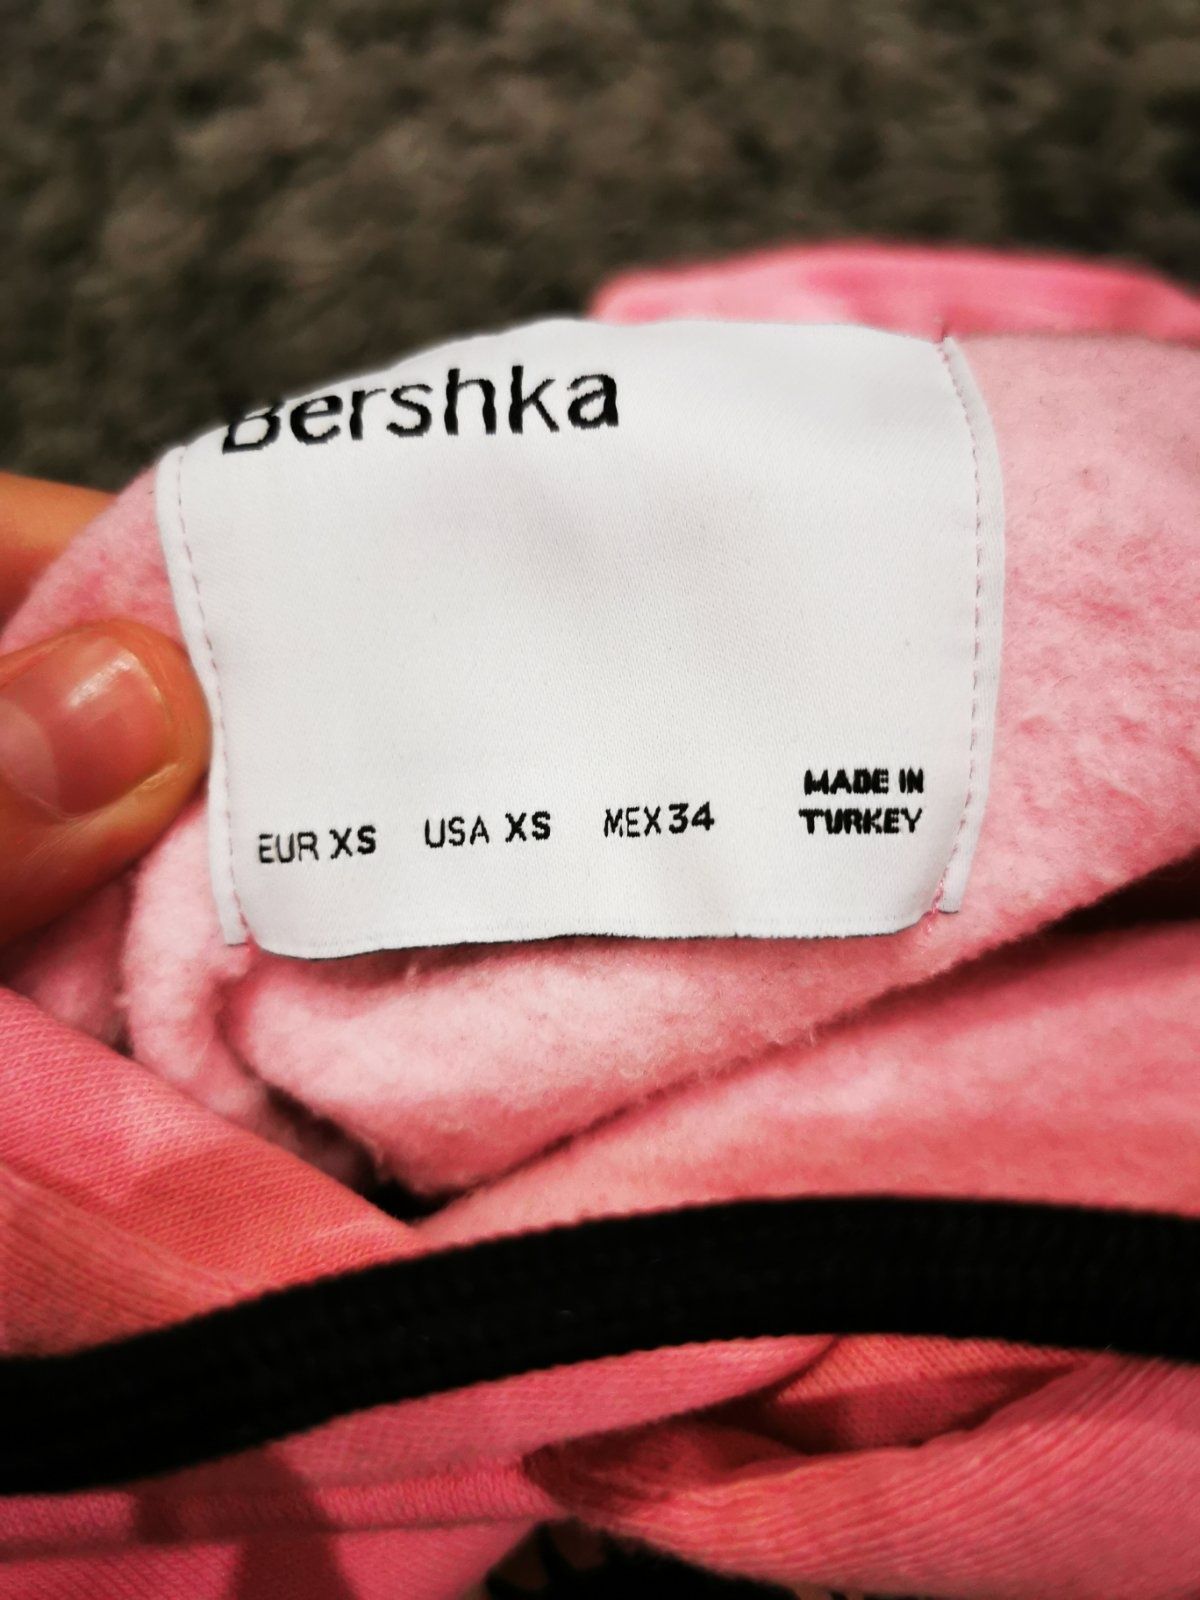 Bershka
EUR XS USA XS MEX 34
MADE IN
TURKEY